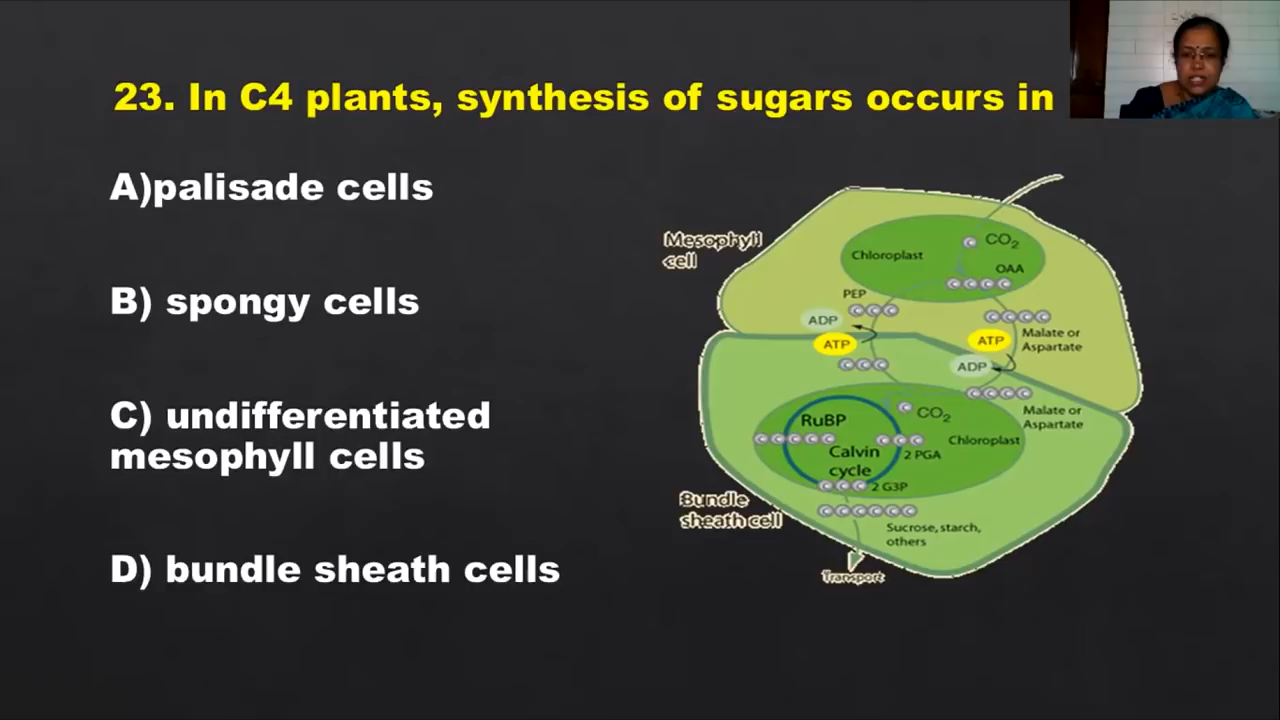 23. In C4 plants, synthesis of sugars occurs in
A)palisade cells
B) spongy cells
C) undifferentiated
mesophyll cells
D) bundle sheath cells
Mesophyll
cell
CO2
Chloroplast
OAA
PEP
ADP
ATP
ATP
Malate or
Aspartate
ADP
CO2
Malate or
Aspartate
RuBP
Chloroplast
Calvin
cycle
2 PGA
2 G3P
Bundle
sheath cell
Sucrose, starch,
others
Transport